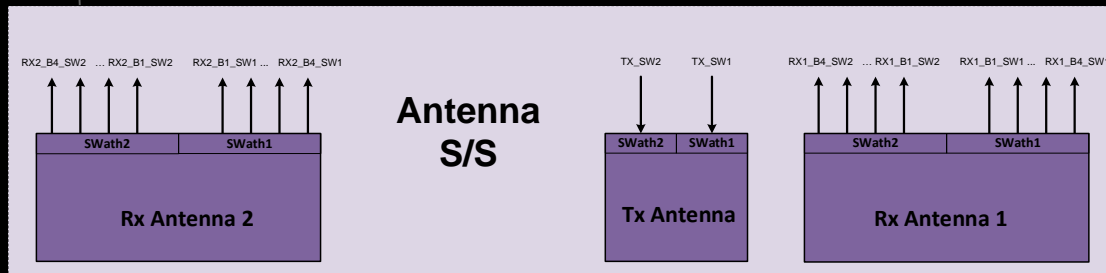 RX2_B4_SW2 ... RX2_B1_SW2 RX2_B1_SW1 ... RX2_B4_SW1
TX_SW2 TX_SW1
RX1_B4_SW2 ... RX1_B1_SW2 RX1_B1_SW1 ... RX1_B4_SW1
Antenna
S/S
SWath2 SWath1
SWath2 SWath1
SWath2 SWath1
Rx Antenna 2
Tx Antenna
Rx Antenna 1